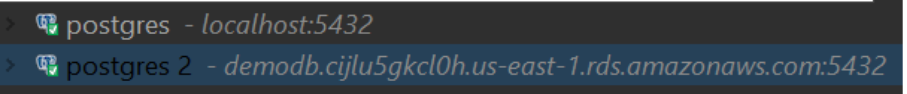 postgres - localhost:5432
postgres 2 - demodb.cijlu5gkcl0h.us-east-1.rds.amazonaws.com:5432